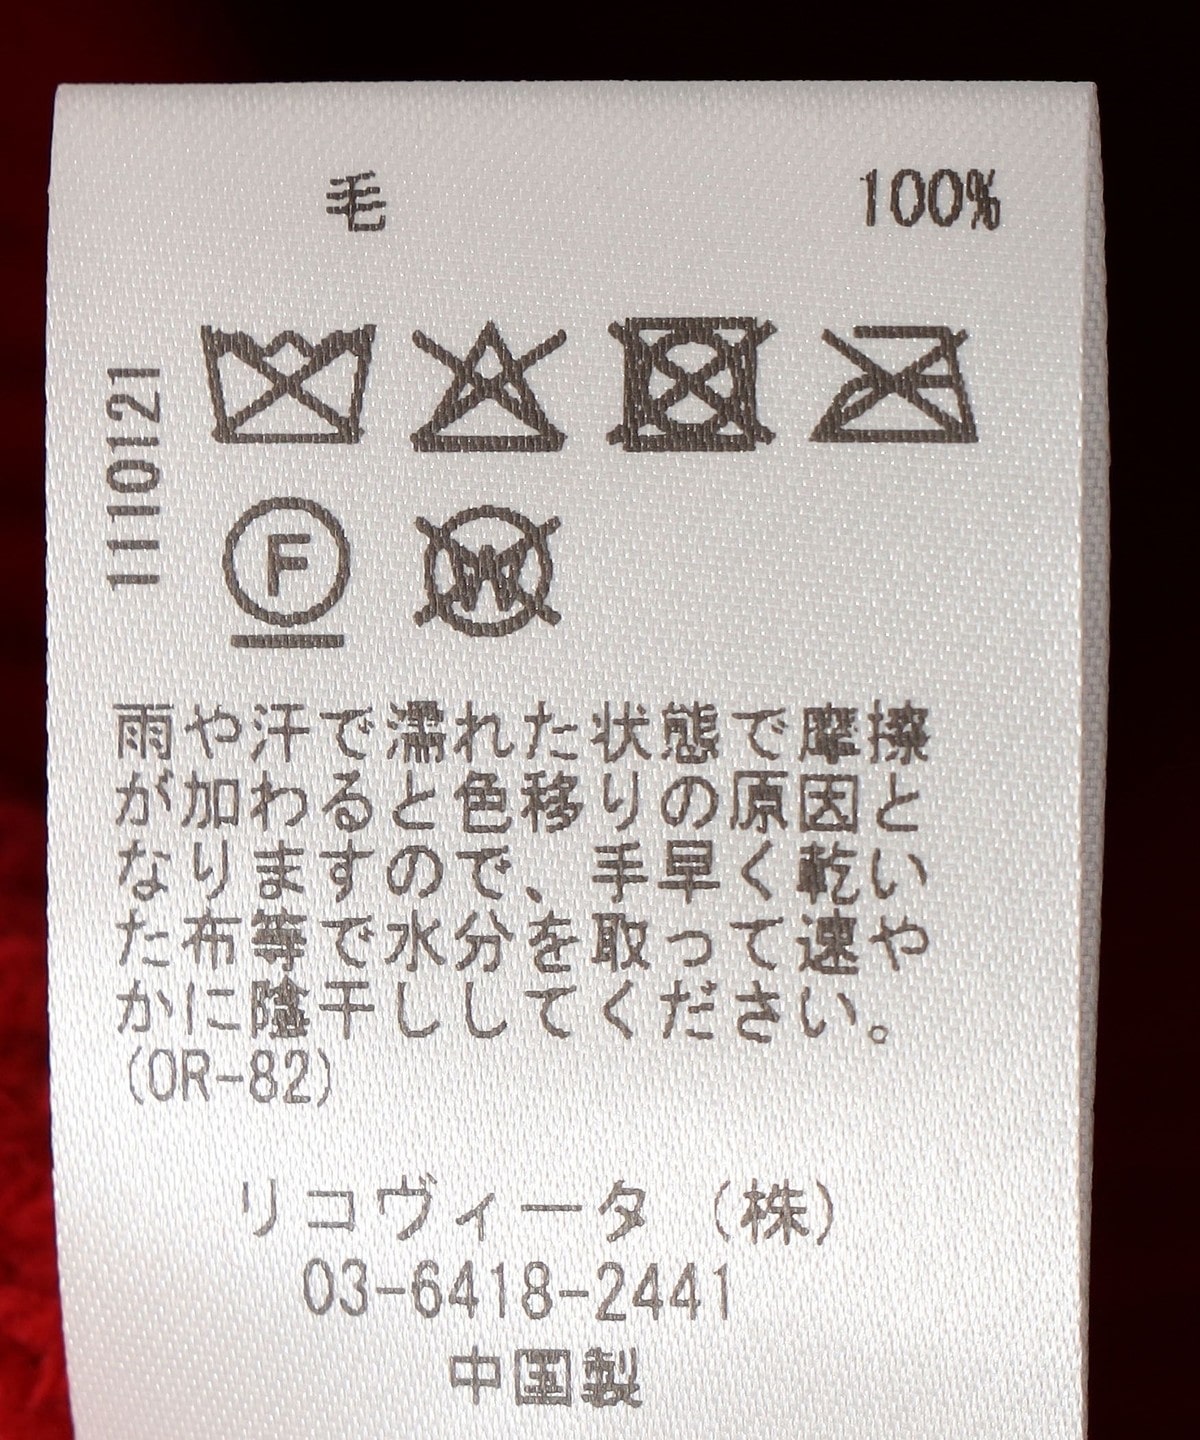 毛 100%
1110121
F
W
雨や汗で濡れた状態で摩擦
が加わると色移りの原因と
なりますので、手早く乾い
た布等で水分を取って速や
かに陰干ししてください。
(OR-82)
リコヴィータ (株)
03-6418-2441
中国製